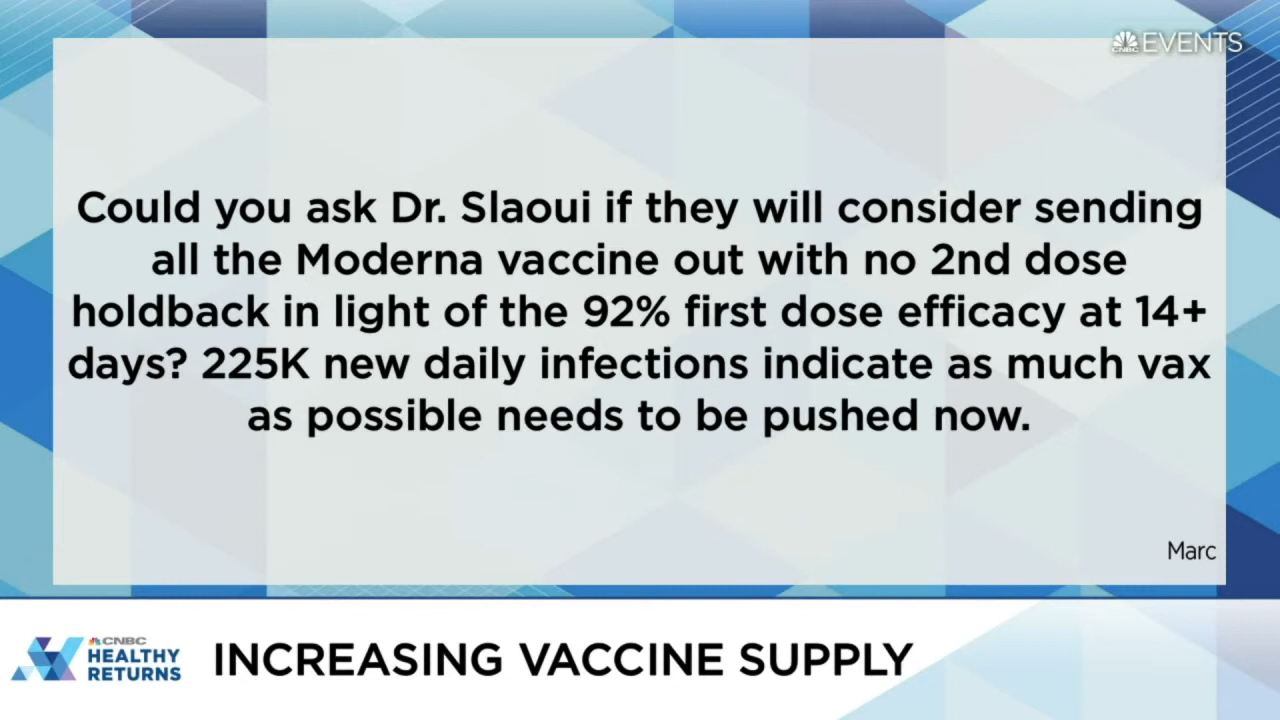 CNBC EVENTS
Could you ask Dr. Slaoui if they will consider sending
all the Moderna vaccine out with no 2nd dose
holdback in light of the 92% first dose efficacy at 14+
days? 225K new daily infections indicate as much vax
as possible needs to be pushed now.
Marc
CNBC
HEALTHY
RETURNS
INCREASING VACCINE SUPPLY